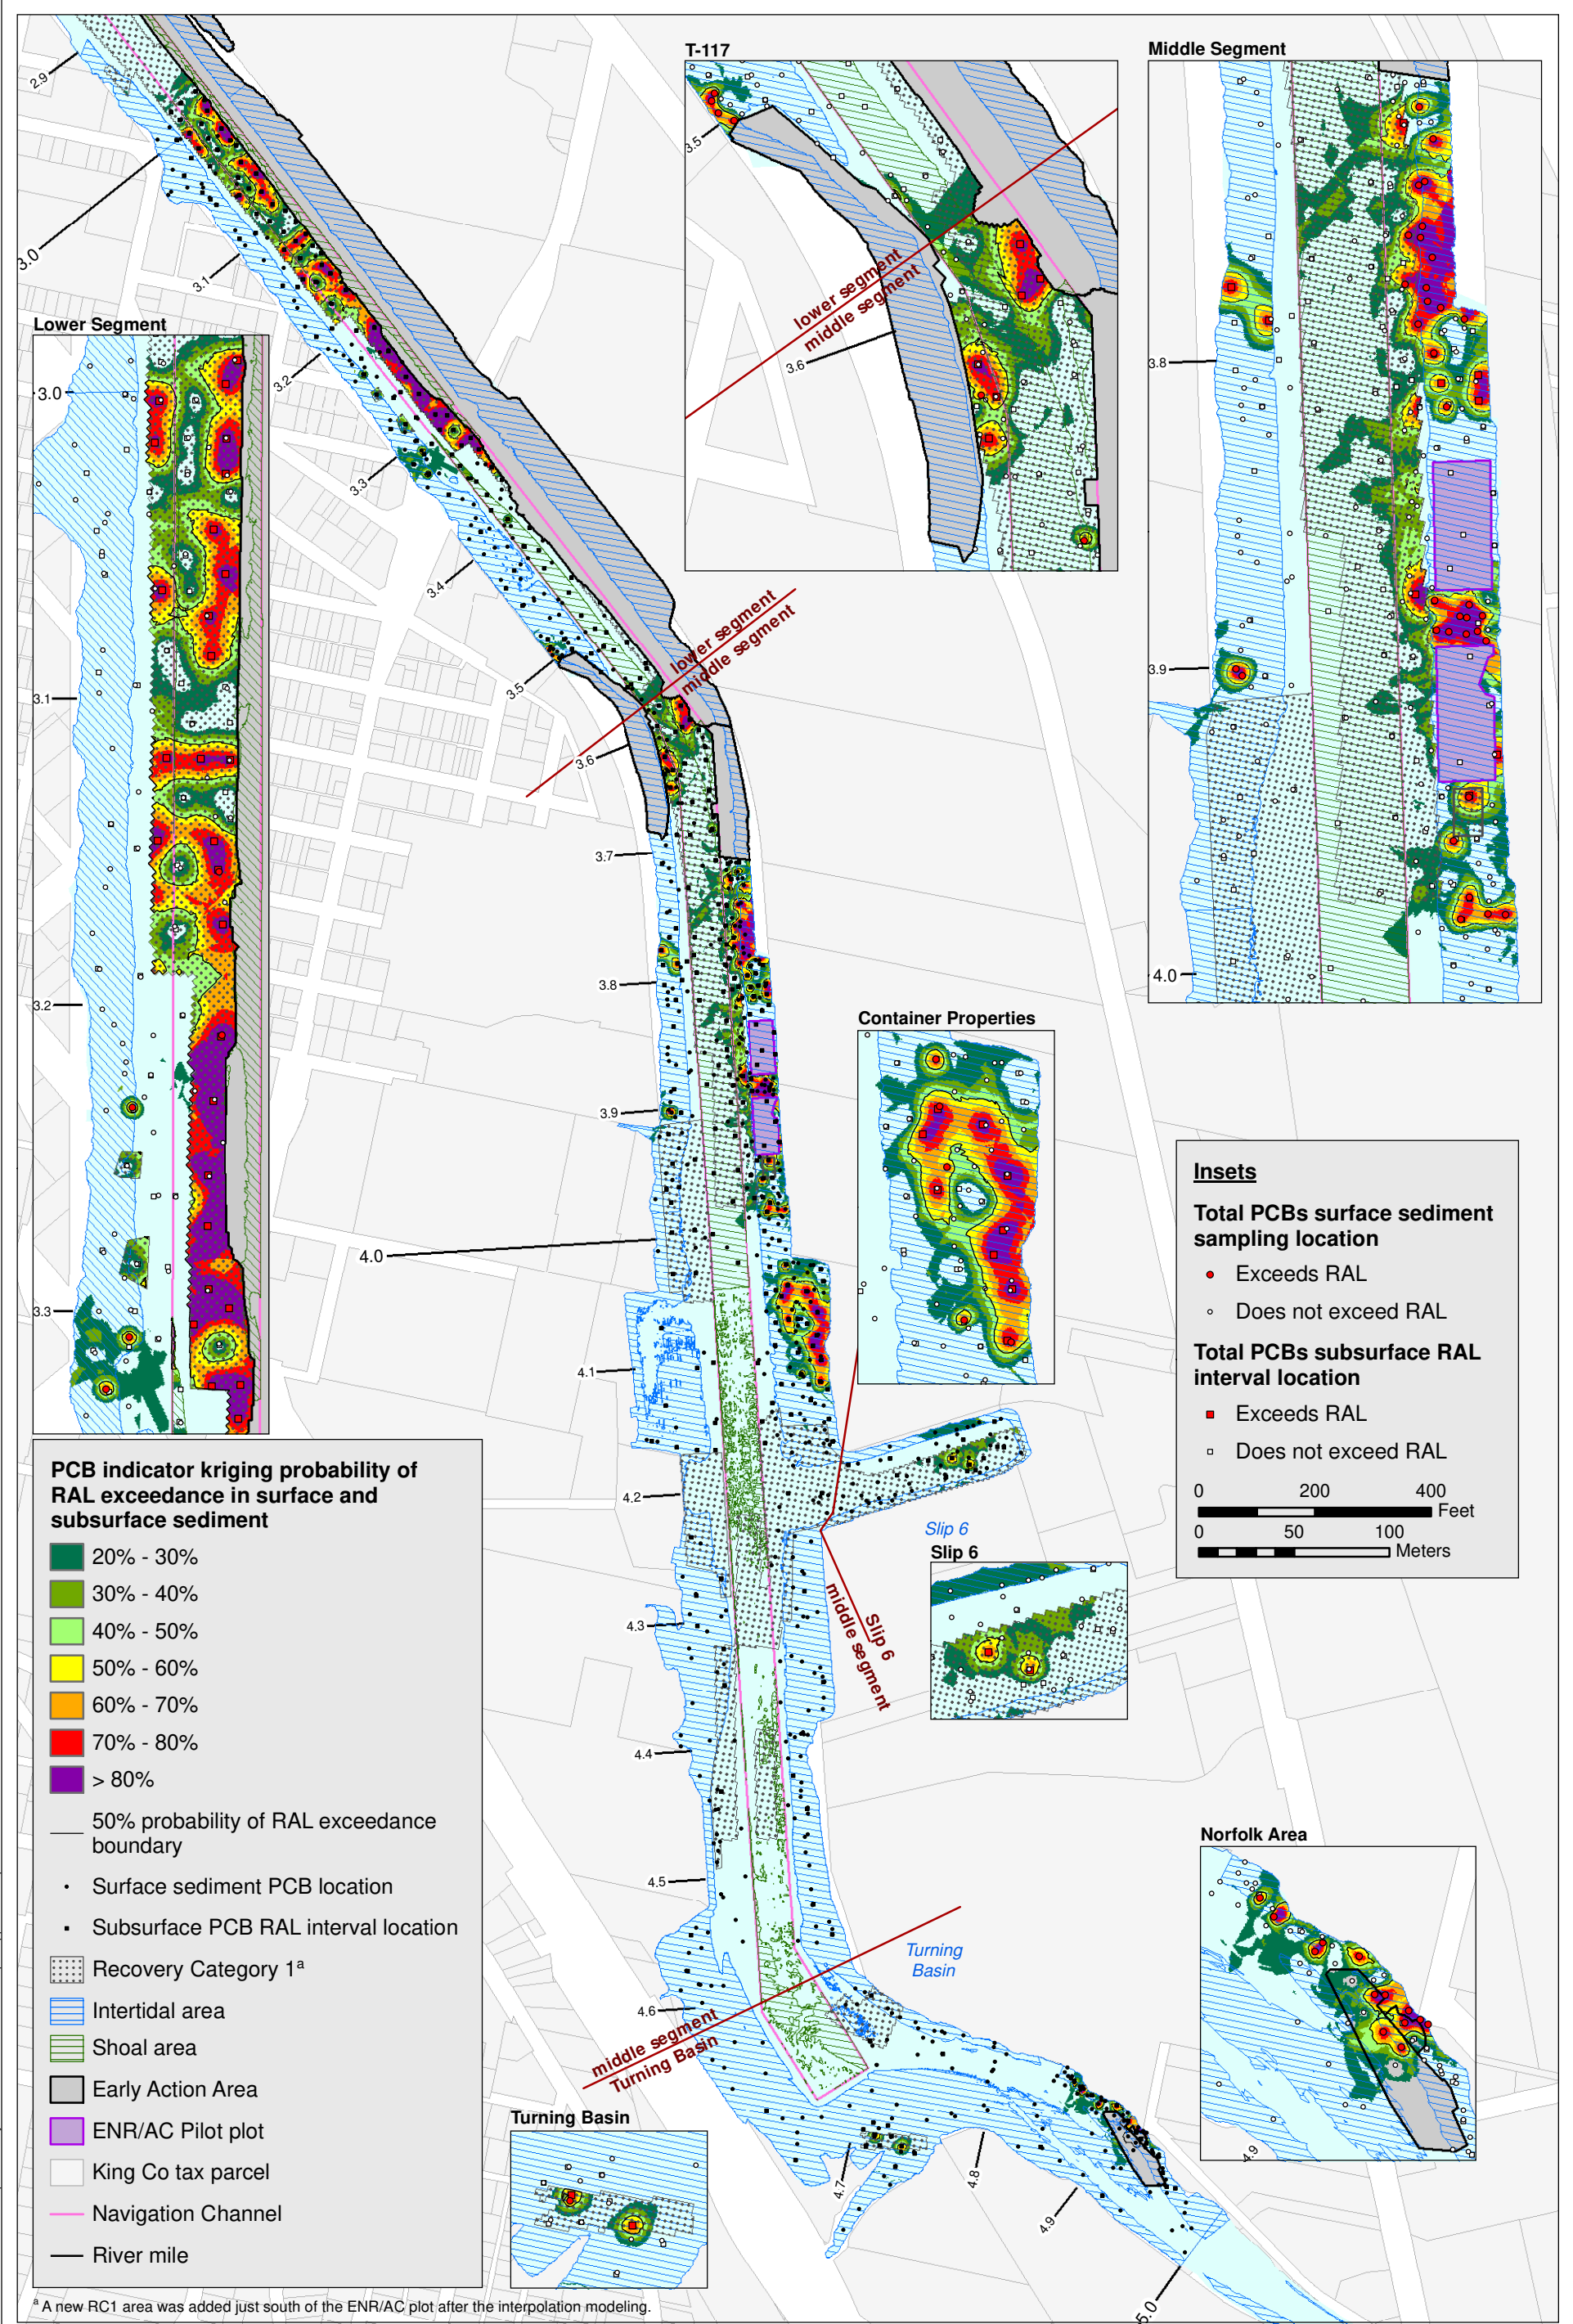 T-117
3.5
lower segment
middle segment
3.6
Middle Segment
3.8
3.9
4.0
2.9
3.0
3.1
3.2
3.3
3.4
3.5
lower segment
middle segment
3.6
3.7
3.8
3.9
4.0
4.1
4.2
4.3
4.4
4.5
4.6
4.7
4.8
4.9
5.0
Lower Segment
3.0
3.1
3.2
3.3
Container Properties
Slip 6
Slip 6
Slip 6
middle segment
Turning
Basin
middle segment
Turning Basin
Turning Basin
Norfolk Area
4.9
Insets
Total PCBs surface sediment
sampling location
Exceeds RAL
Does not exceed RAL
Total PCBs subsurface RAL
interval location
Exceeds RAL
Does not exceed RAL
0 200 400
Feet
0 50 100
Meters
PCB indicator kriging probability of
RAL exceedance in surface and
subsurface sediment
20% - 30%
30% - 40%
40% - 50%
50% - 60%
60% - 70%
70% - 80%
> 80%
50% probability of RAL exceedance
boundary
Surface sediment PCB location
Subsurface PCB RAL interval location
Recovery Category 1ᵃ
Intertidal area
Shoal area
Early Action Area
ENR/AC Pilot plot
King Co tax parcel
Navigation Channel
River mile
ᵃ A new RC1 area was added just south of the ENR/AC plot after the interpolation modeling.